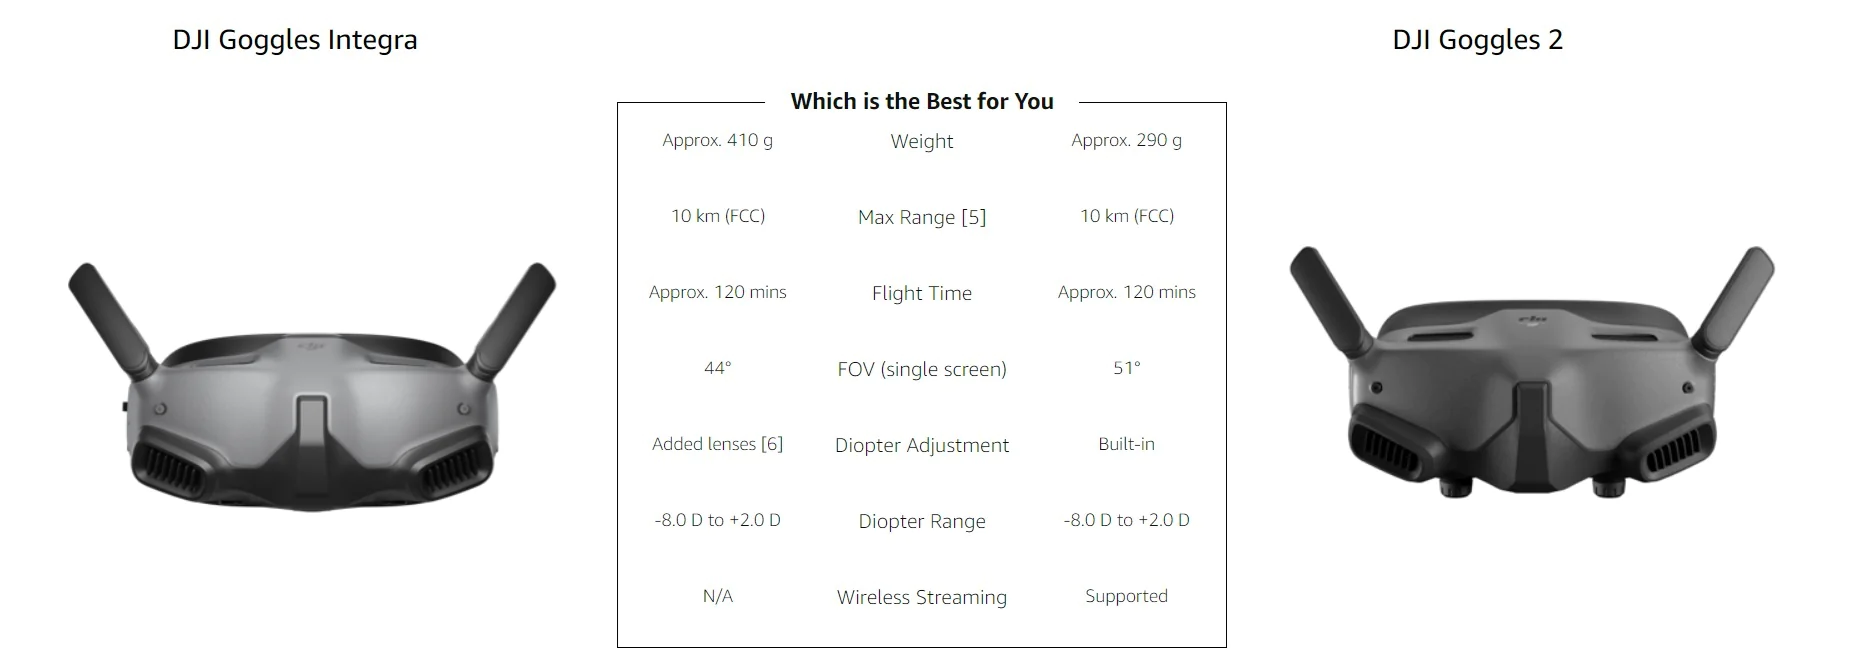 DJI Goggles Integra
DJI Goggles 2
Which is the Best for You
Approx. 410 g Weight Approx. 290 g
10 km (FCC) Max Range [5] 10 km (FCC)
Approx. 120 mins Flight Time Approx. 120 mins
44° FOV (single screen) 51°
Added lenses [6] Diopter Adjustment Built-in
-8.0 D to +2.0 D Diopter Range -8.0 D to +2.0 D
N/A Wireless Streaming Supported
dji